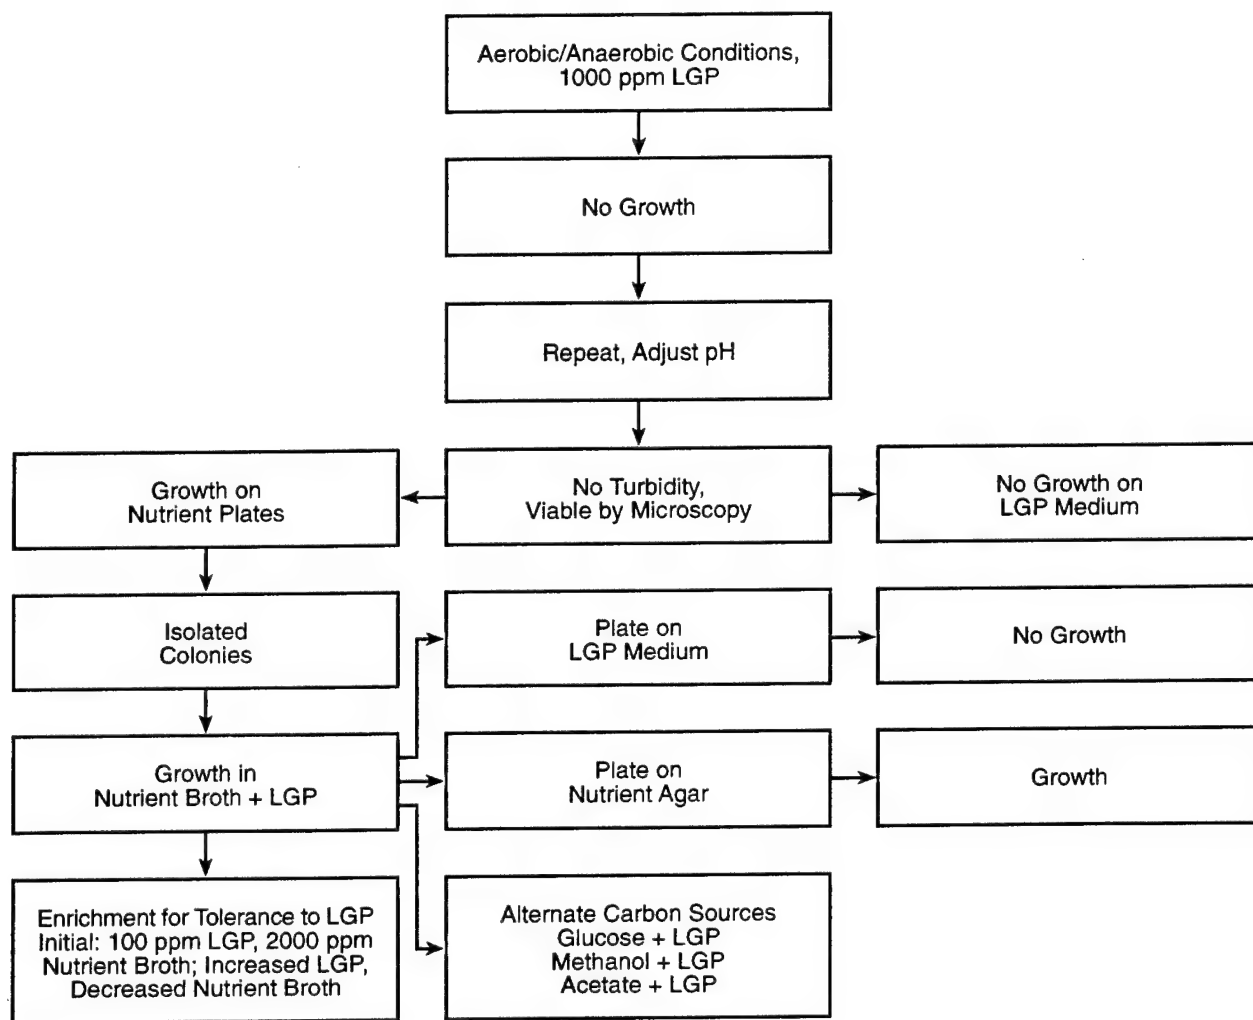 Aerobic/Anaerobic Conditions,
1000 ppm LGP
No Growth
Repeat, Adjust pH
Growth on
Nutrient Plates
No Turbidity,
Viable by Microscopy
No Growth on
LGP Medium
Isolated
Colonies
Plate on
LGP Medium
No Growth
Growth in
Nutrient Broth + LGP
Plate on
Nutrient Agar
Growth
Enrichment for Tolerance to LGP
Initial: 100 ppm LGP, 2000 ppm
Nutrient Broth; Increased LGP,
Decreased Nutrient Broth
Alternate Carbon Sources
Glucose + LGP
Methanol + LGP
Acetate + LGP